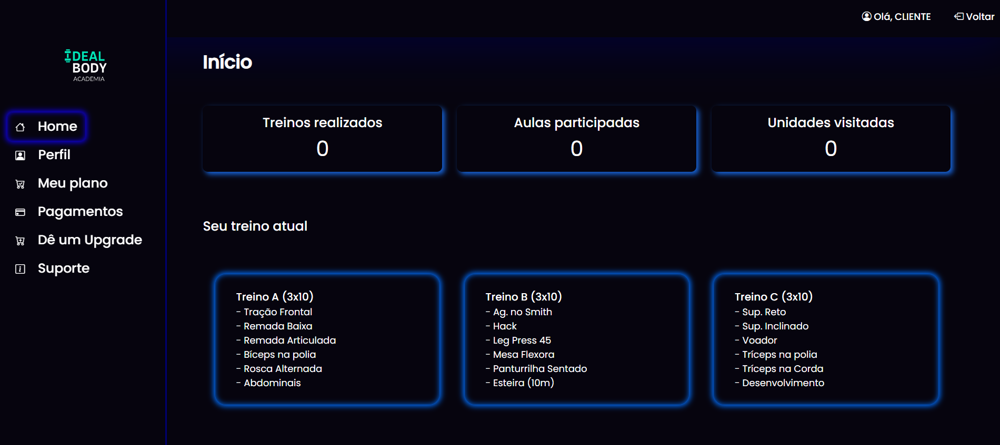 Olá, CLIENTE
Voltar
IDEAL
BODY
ACADEMIA
Home
Perfil
Meu plano
Pagamentos
Dê um Upgrade
Suporte
Início
Treinos realizados
0
Aulas participadas
0
Unidades visitadas
0
Seu treino atual
Treino A (3x10)
- Tração Frontal
- Remada Baixa
- Remada Articulada
- Bíceps na polia
- Rosca Alternada
- Abdominais
Treino B (3x10)
- Ag. no Smith
- Hack
- Leg Press 45
- Mesa Flexora
- Panturrilha Sentado
- Esteira (10m)
Treino C (3x10)
- Sup. Reto
- Sup. Inclinado
- Voador
- Tríceps na polia
- Tríceps na Corda
- Desenvolvimento